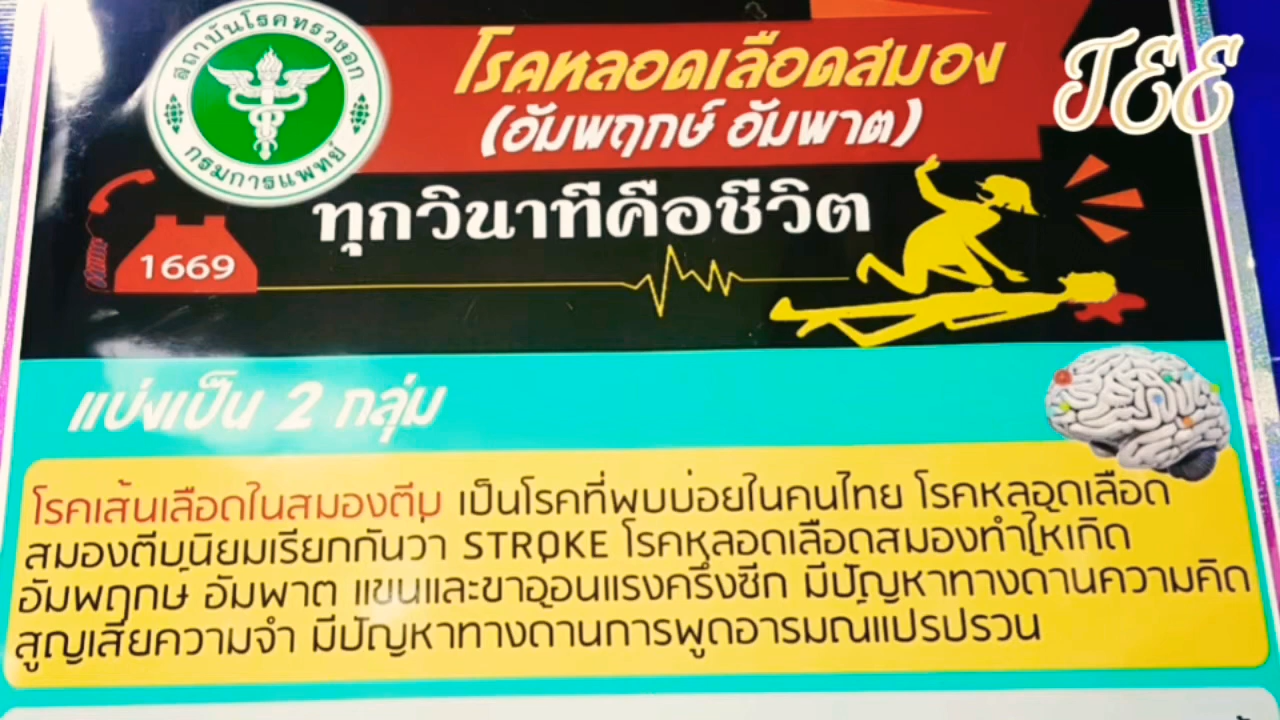 สถาบันโรคทรวงอก
กรมการแพทย์
โรคหลอดเลือดสมอง
(อัมพฤกษ์ อัมพาต)
JEE
ทุกวินาทีคือชีวิต
1669
แบ่งเป็น 2 กลุ่ม
โรคเส้นเลือดในสมองตีบ เป็นโรคที่พบบ่อยในคนไทย โรคหลอดเลือด
สมองตีบนิยมเรียกกันว่า STROKE โรคหลอดเลือดสมองทำให้เกิด
อัมพฤกษ์ อัมพาต แขนและขาอ่อนแรงครึ่งซีก มีปัญหาทางด้านความคิด
สูญเสียความจำ มีปัญหาทางด้านการพูดอารมณ์แปรปรวน